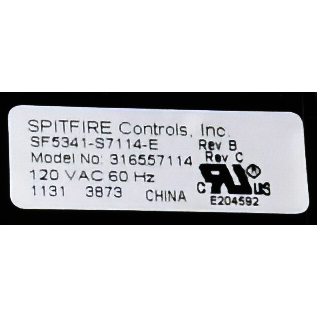 SPITFIRE Controls, Inc.
SF5341-S7114-E Rev B
Model No: 316557114 Rev C
120 VAC 60 Hz
1131 3873 CHINA
C UR US
E204592